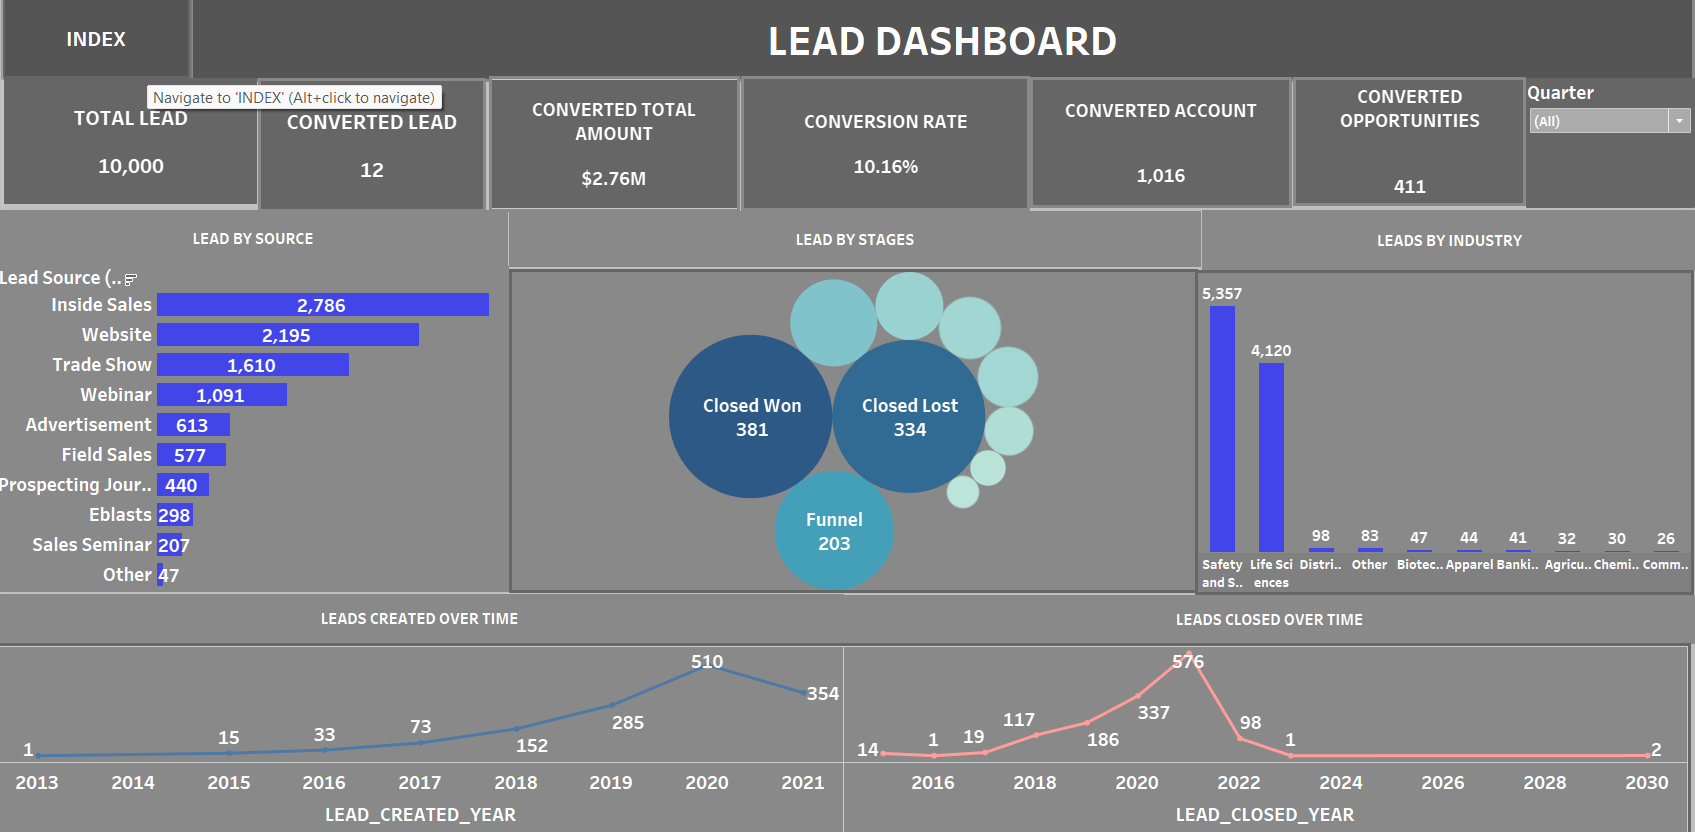 INDEX
LEAD DASHBOARD
Navigate to 'INDEX' (Alt+click to navigate)
TOTAL LEAD
10,000
CONVERTED LEAD
12
CONVERTED TOTAL
AMOUNT
$2.76M
CONVERSION RATE
10.16%
CONVERTED ACCOUNT
1,016
CONVERTED
OPPORTUNITIES
411
Quarter
(All)
LEAD BY SOURCE
Lead Source (..
Inside Sales 2,786
Website 2,195
Trade Show 1,610
Webinar 1,091
Advertisement 613
Field Sales 577
Prospecting Jour.. 440
Eblasts 298
Sales Seminar 207
Other 47
LEAD BY STAGES
Closed Won
381
Closed Lost
334
Funnel
203
LEADS BY INDUSTRY
5,357
4,120
98 83 47 44 41 32 30 26
Safety Life Sci Distri.. Other Biotec.. Apparel Banki.. Agricu.. Chemi.. Comm..
and S.. ences
LEADS CREATED OVER TIME
1 15 33 73 152 285 510 354
2013 2014 2015 2016 2017 2018 2019 2020 2021
LEAD_CREATED_YEAR
LEADS CLOSED OVER TIME
14 1 19 117 186 337 576 98 1 2
2016 2018 2020 2022 2024 2026 2028 2030
LEAD_CLOSED_YEAR